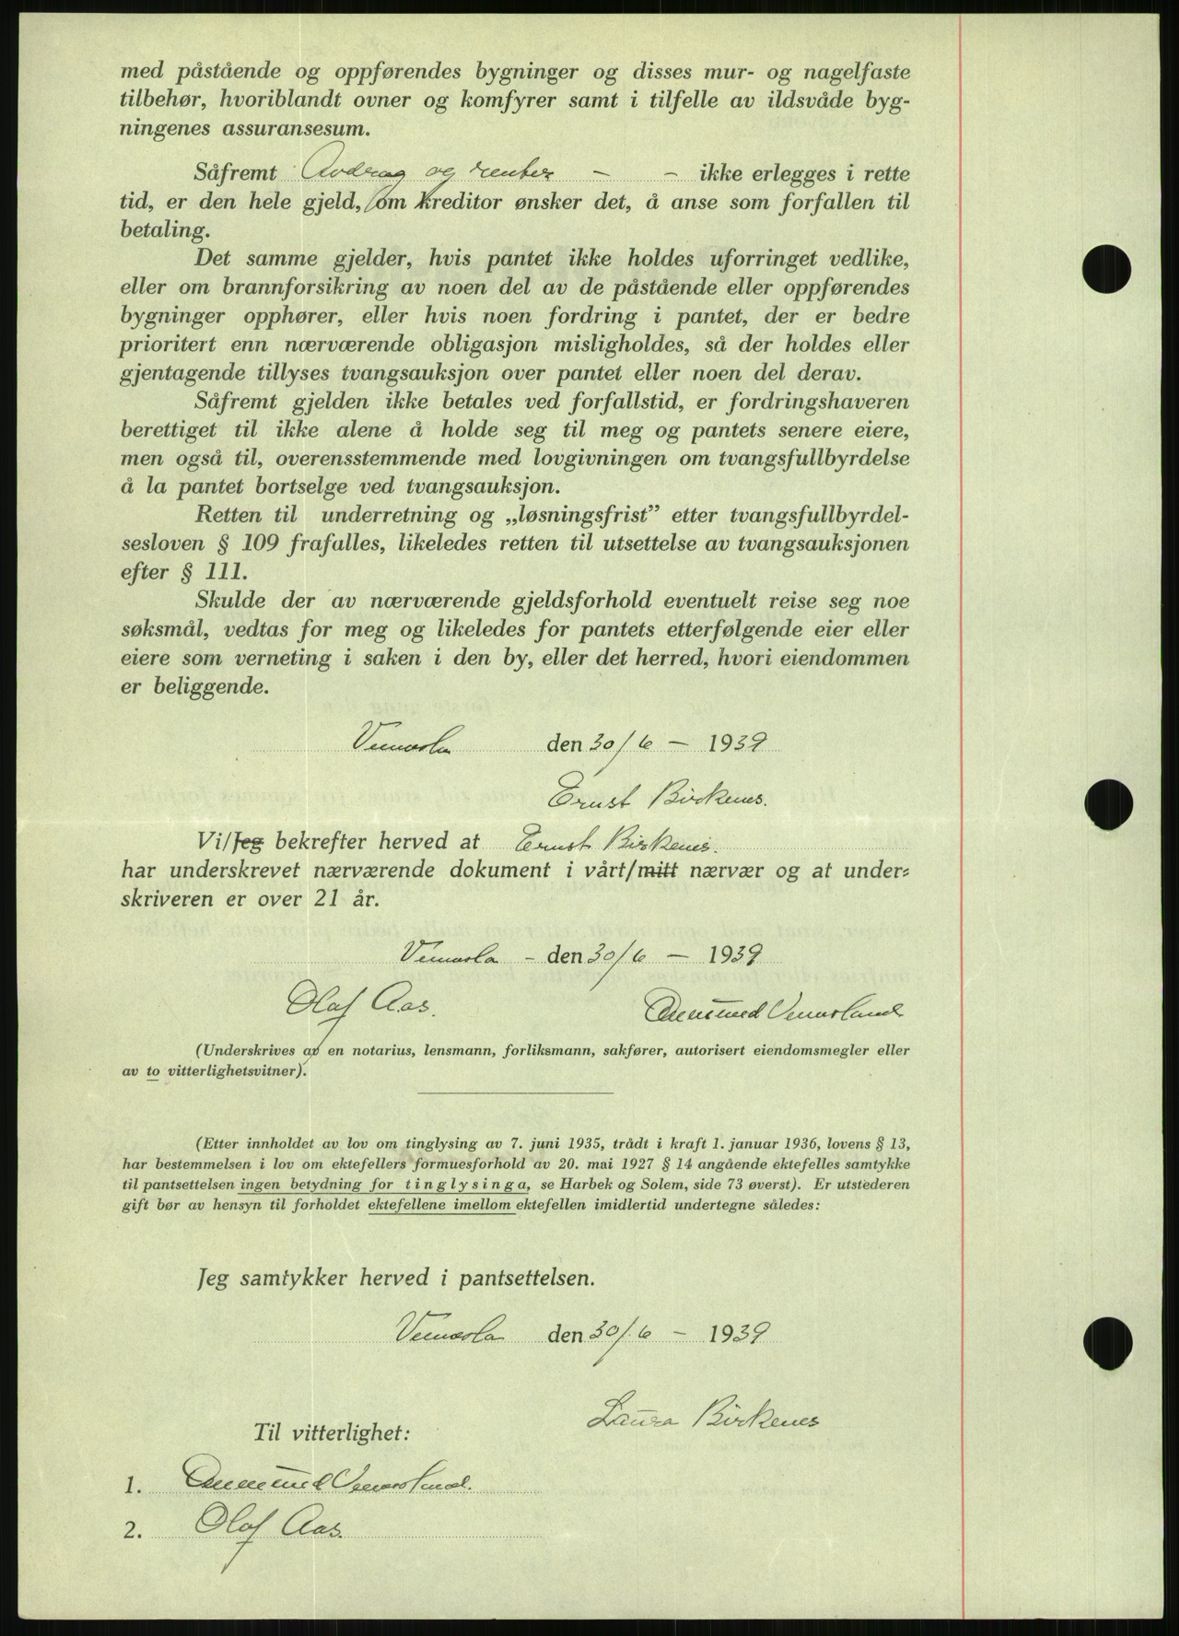 med påstående og oppførendes bygninger og disses mur- og nagelfaste
tilbehør, hvoriblandt ovner og komfyrer samt i tilfelle av ildsvåde byg-
ningenes assuransesum.
Såfremt Avdrag og renter - - ikke erlegges i rette
tid, er den hele gjeld, om kreditor ønsker det, å anse som forfallen til
betaling.
Det samme gjelder, hvis pantet ikke holdes uforringet vedlike,
eller om brannforsikring av noen del av de påstående eller oppførendes
bygninger opphører, eller hvis noen fordring i pantet, der er bedre
prioritert enn nærværende obligasjon misligholdes, så der holdes eller
gjentagende tillyses tvangsauksjon over pantet eller noen del derav.
Såfremt gjelden ikke betales ved forfallstid, er fordringshaveren
berettiget til ikke alene å holde seg til meg og pantets senere eiere,
men også til, overensstemmende med lovgivningen om tvangsfullbyrdelse
å la pantet bortselge ved tvangsauksjon.
Retten til underretning og „løsningsfrist” etter tvangsfullbyrdel-
sesloven § 109 frafalles, likeledes retten til utsettelse av tvangsauksjonen
efter § 111.
Skulde der av nærværende gjeldsforhold eventuelt reise seg noe
søksmål, vedtas for meg og likeledes for pantets etterfølgende eier eller
eiere som verneting i saken i den by, eller det herred, hvori eiendommen
er beliggende.
Vennesla den 30/6 - 1939
Ernst Birkenes.
Vi/Jeg bekrefter herved at Ernst Birkenes.
har underskrevet nærværende dokument i vårt/mitt nærvær og at under-
skriveren er over 21 år.
Vennesla - den 30/6 - 1939
Olaf Aas. Aanmund Vennesland
(Underskrives av en notarius, lensmann, forliksmann, sakfører, autorisert eiendomsmegler eller
av to vitterlighetsvitner).
(Etter innholdet av lov om tinglysing av 7. juni 1935, trådt i kraft 1. januar 1936, lovens § 13,
har bestemmelsen i lov om ektefellers formuesforhold av 20. mai 1927 § 14 angående ektefelles samtykke
til pantsettelsen ingen betydning for tinglysinga, se Harbek og Solem, side 73 øverst). Er utstederen
gift bør av hensyn til forholdet ektefellene imellom ektefellen imidlertid undertegne således:
Jeg samtykker herved i pantsettelsen.
Vennesla den 30/6 - 1939
Laura Birkenes
Til vitterlighet:
1. Aanmund Vennesland.
2. Olaf Aas.